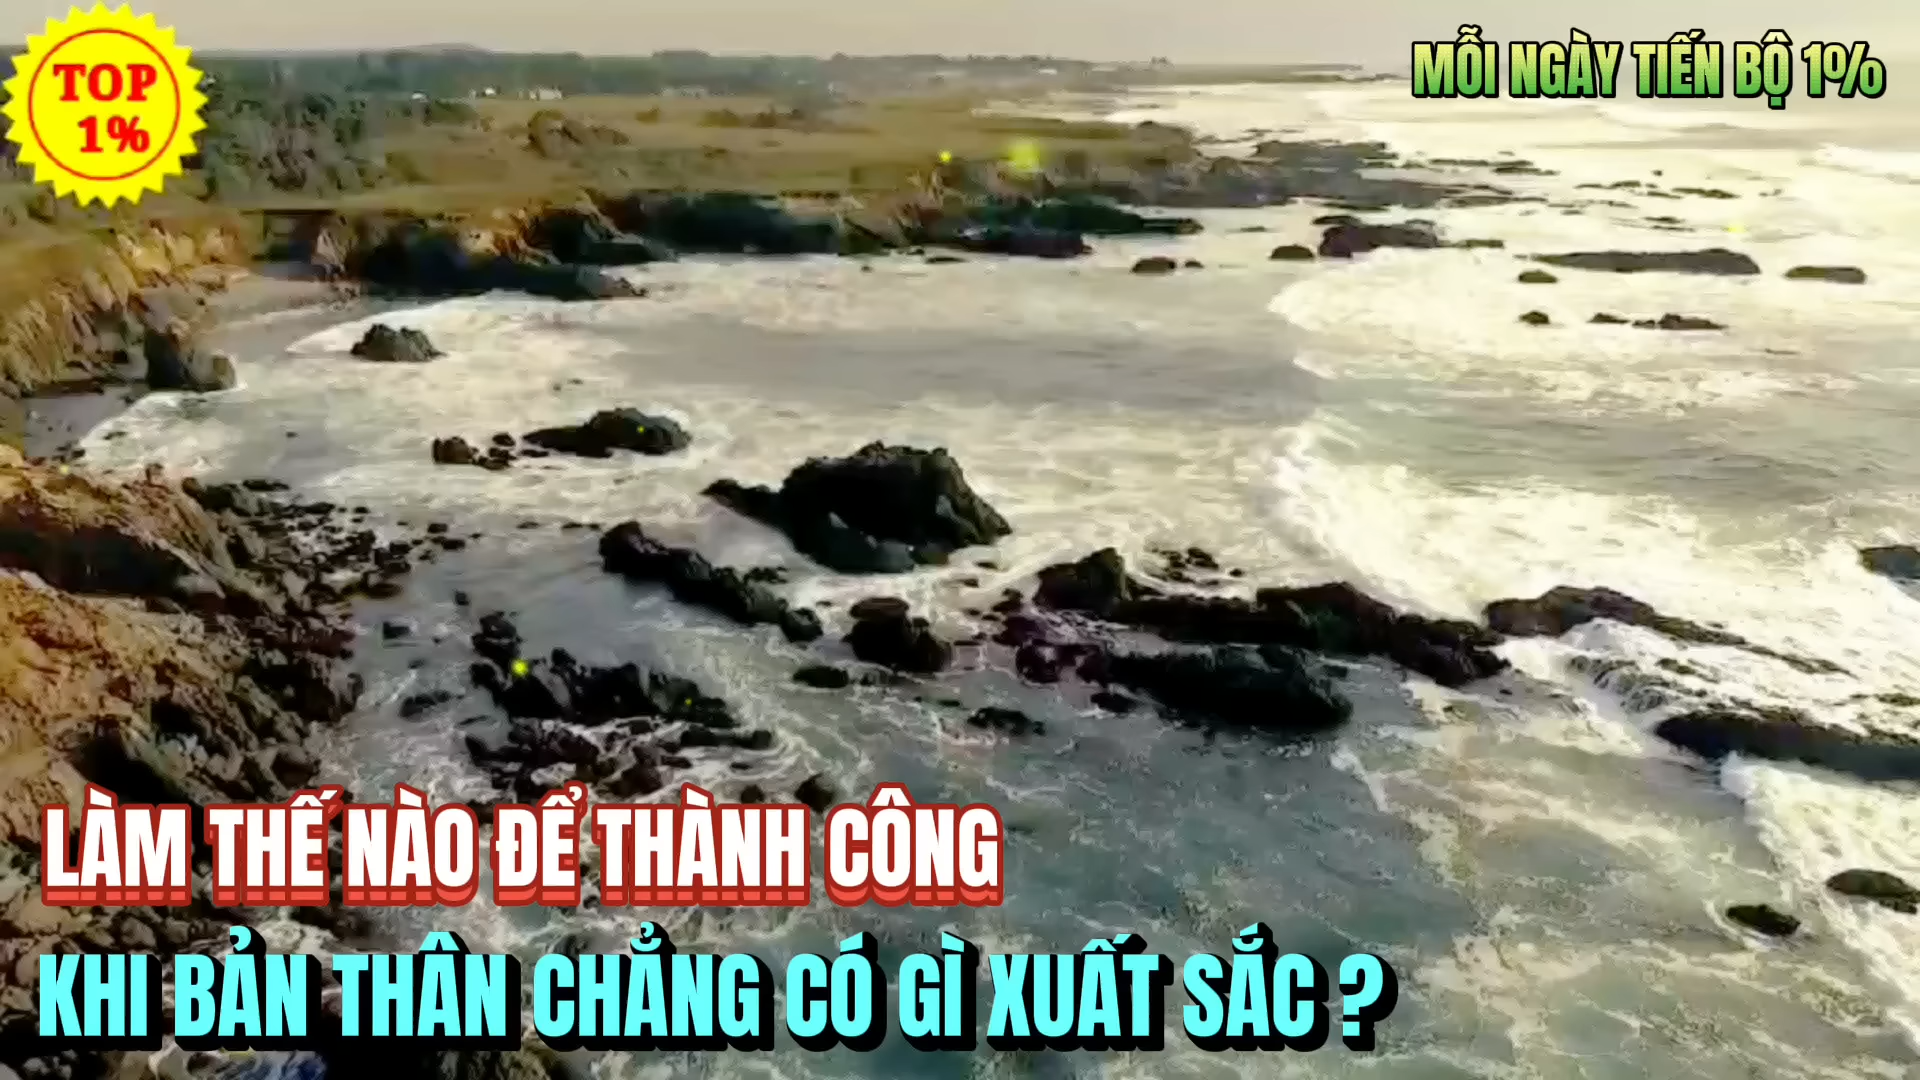 TOP
1%
MỖI NGÀY TIẾN BỘ 1%
LÀM THẾ NÀO ĐỂ THÀNH CÔNG
KHI BẢN THÂN CHẲNG CÓ GÌ XUẤT SẮC ?